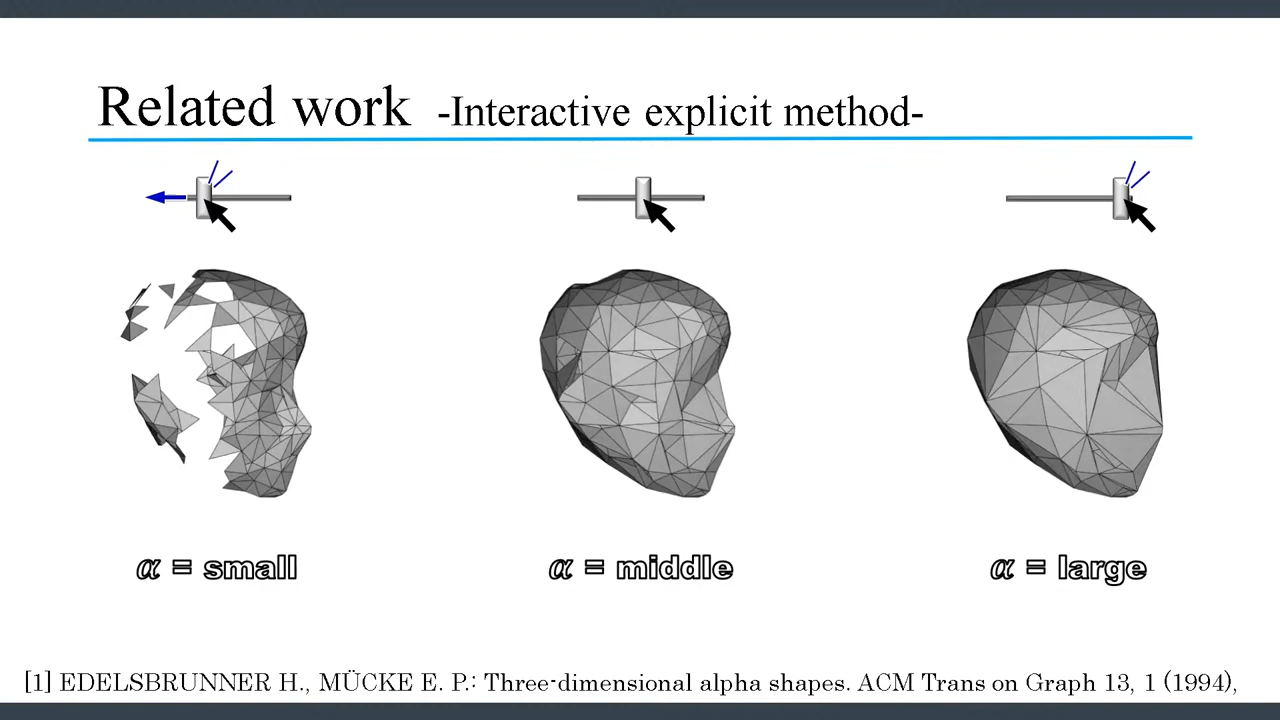 Related work -Interactive explicit method-
α = small
α = middle
α = large
[1] EDELSBRUNNER H., MÜCKE E. P.: Three-dimensional alpha shapes. ACM Trans on Graph 13, 1 (1994),